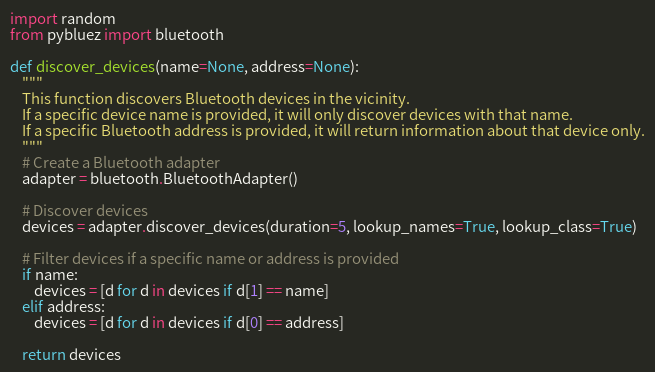 import random
from pybluez import bluetooth

def discover_devices(name=None, address=None):
    """
    This function discovers Bluetooth devices in the vicinity.
    If a specific device name is provided, it will only discover devices with that name.
    If a specific Bluetooth address is provided, it will return information about that device only.
    """
    # Create a Bluetooth adapter
    adapter = bluetooth.BluetoothAdapter()

    # Discover devices
    devices = adapter.discover_devices(duration=5, lookup_names=True, lookup_class=True)

    # Filter devices if a specific name or address is provided
    if name:
        devices = [d for d in devices if d[1] == name]
    elif address:
        devices = [d for d in devices if d[0] == address]

    return devices